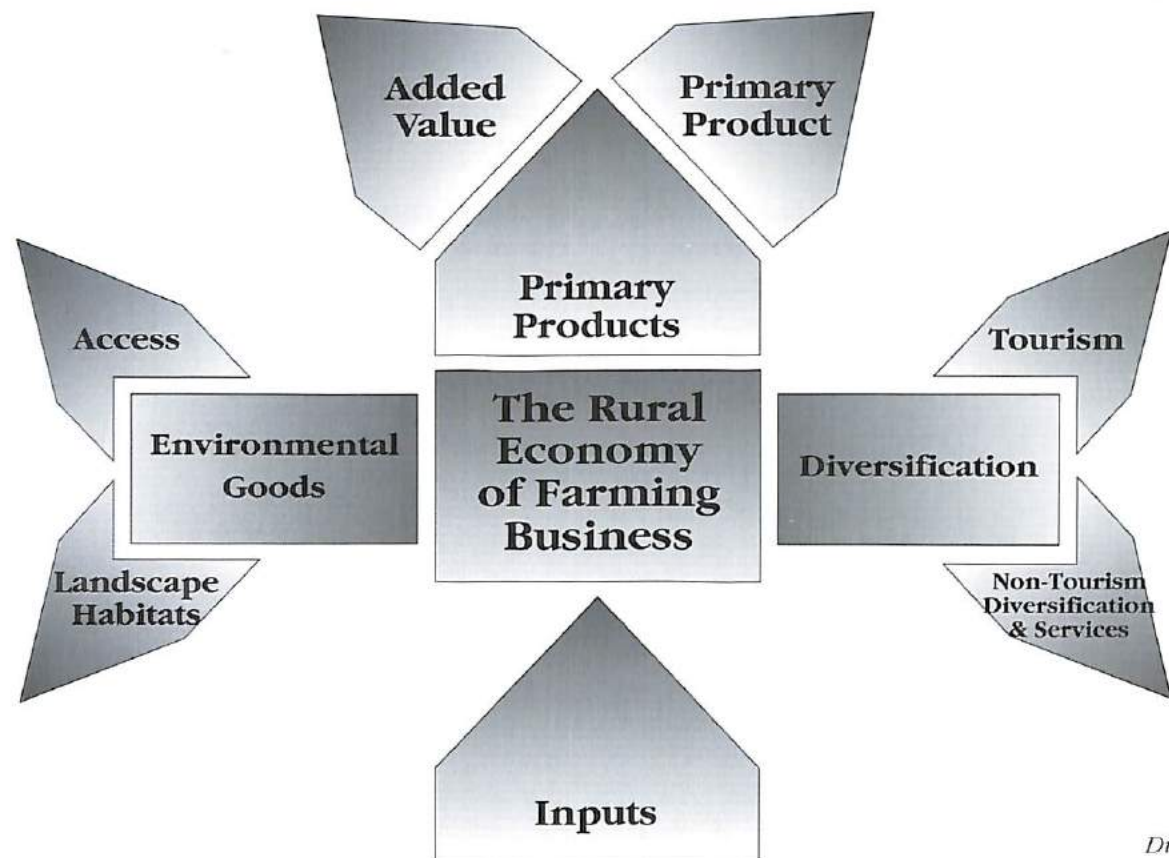 Added
Value
Primary
Product
Primary
Products
Access
Tourism
Environmental
Goods
The Rural
Economy
of Farming
Business
Diversification
Landscape
Habitats
Non-Tourism
Diversification
& Services
Inputs